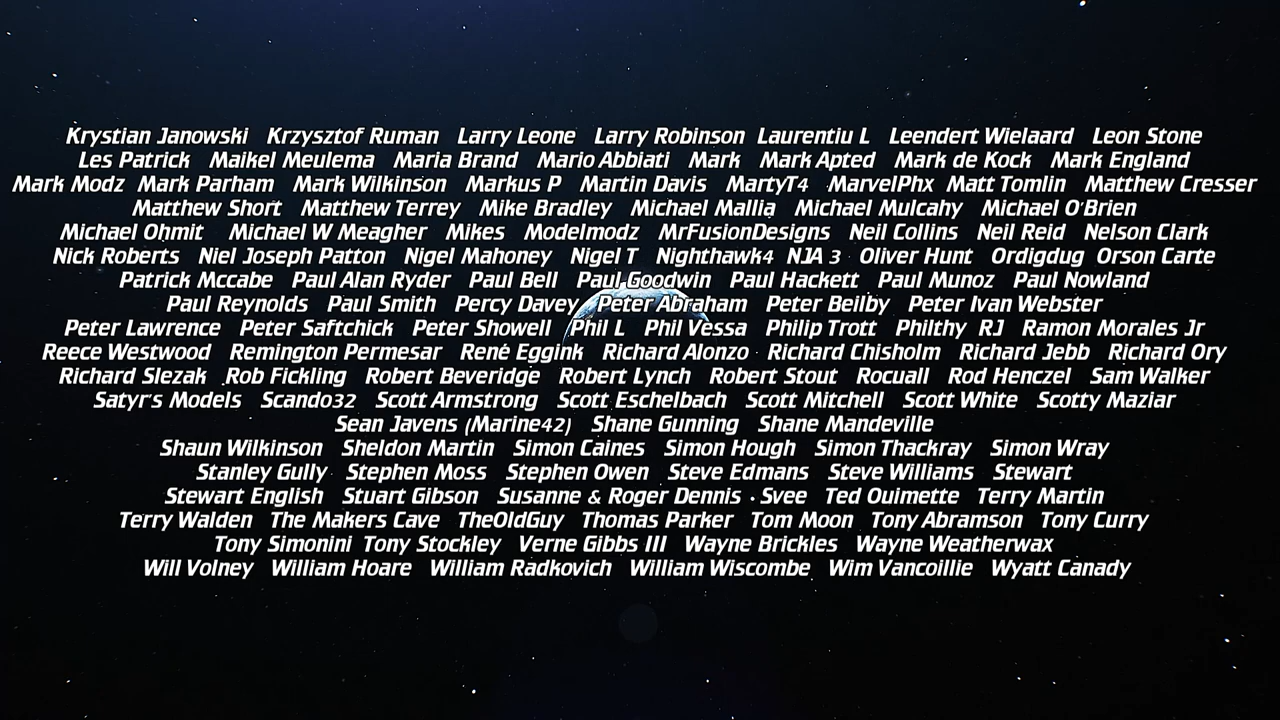 Krystian Janowski Krzysztof Ruman Larry Leone Larry Robinson Laurentiu L Leendert Wielaard Leon Stone
Les Patrick Maikel Meulema Maria Brand Mario Abbiati Mark Mark Apted Mark de Kock Mark England
Mark Modz Mark Parham Mark Wilkinson Markus P Martin Davis MartyT4 MarvelPhx Matt Tomlin Matthew Cresser
Matthew Short Matthew Terrey Mike Bradley Michael Mallia Michael Mulcahy Michael O'Brien
Michael Ohmit Michael W Meagher Mikes Modelmodz MrFusionDesigns Neil Collins Neil Reid Nelson Clark
Nick Roberts Niel Joseph Patton Nigel Mahoney Nigel T Nighthawk4 NJA 3 Oliver Hunt Ordigdug Orson Carte
Patrick Mccabe Paul Alan Ryder Paul Bell Paul Goodwin Paul Hackett Paul Munoz Paul Nowland
Paul Reynolds Paul Smith Percy Davey Peter Abraham Peter Beilby Peter Ivan Webster
Peter Lawrence Peter Saftchick Peter Showell Phil L Phil Vessa Philip Trott Philthy RJ Ramon Morales Jr
Reece Westwood Remington Permesar René Eggink Richard Alonzo Richard Chisholm Richard Jebb Richard Ory
Richard Slezak Rob Fickling Robert Beveridge Robert Lynch Robert Stout Rocuall Rod Henczel Sam Walker
Satyr's Models Scando32 Scott Armstrong Scott Eschelbach Scott Mitchell Scott White Scotty Maziar
Sean Javens (Marine42) Shane Gunning Shane Mandeville
Shaun Wilkinson Sheldon Martin Simon Caines Simon Hough Simon Thackray Simon Wray
Stanley Gully Stephen Moss Stephen Owen Steve Edmans Steve Williams Stewart
Stewart English Stuart Gibson Susanne & Roger Dennis Svee Ted Ouimette Terry Martin
Terry Walden The Makers Cave TheOldGuy Thomas Parker Tom Moon Tony Abramson Tony Curry
Tony Simonini Tony Stockley Verne Gibbs III Wayne Brickles Wayne Weatherwax
Will Volney William Hoare William Radkovich William Wiscombe Wim Vancoillie Wyatt Canady